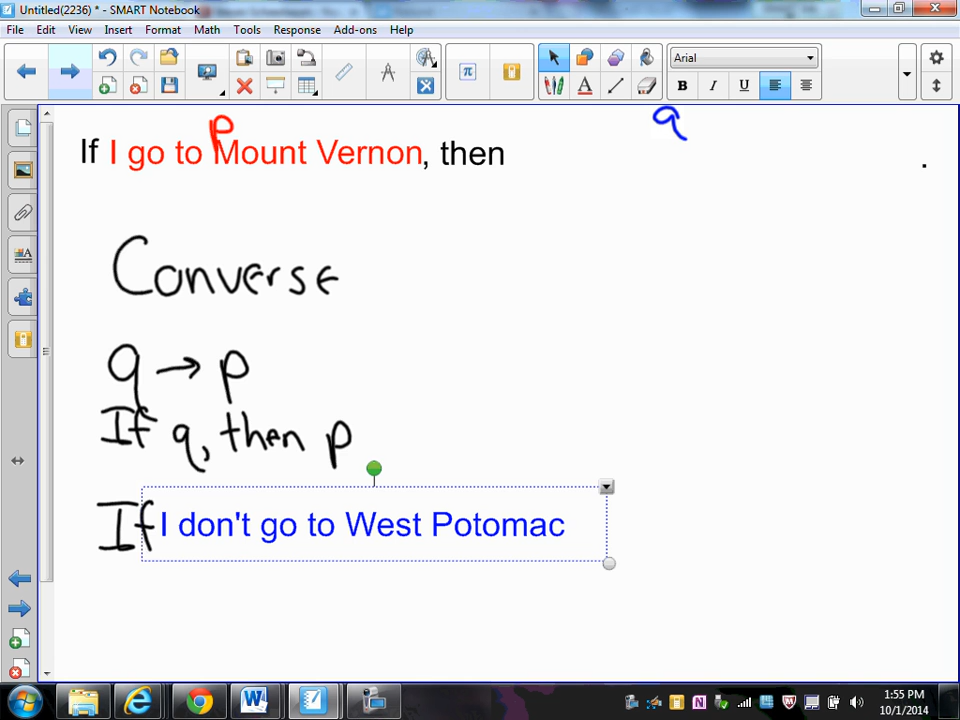 Untitled(2236) * - SMART Notebook
File Edit View Insert Format Math Tools Response Add-ons Help
Arial
B I U
p q
If I go to Mount Vernon, then .
Converse
q → p
If q, then p
If I don't go to West Potomac
1:55 PM
10/1/2014